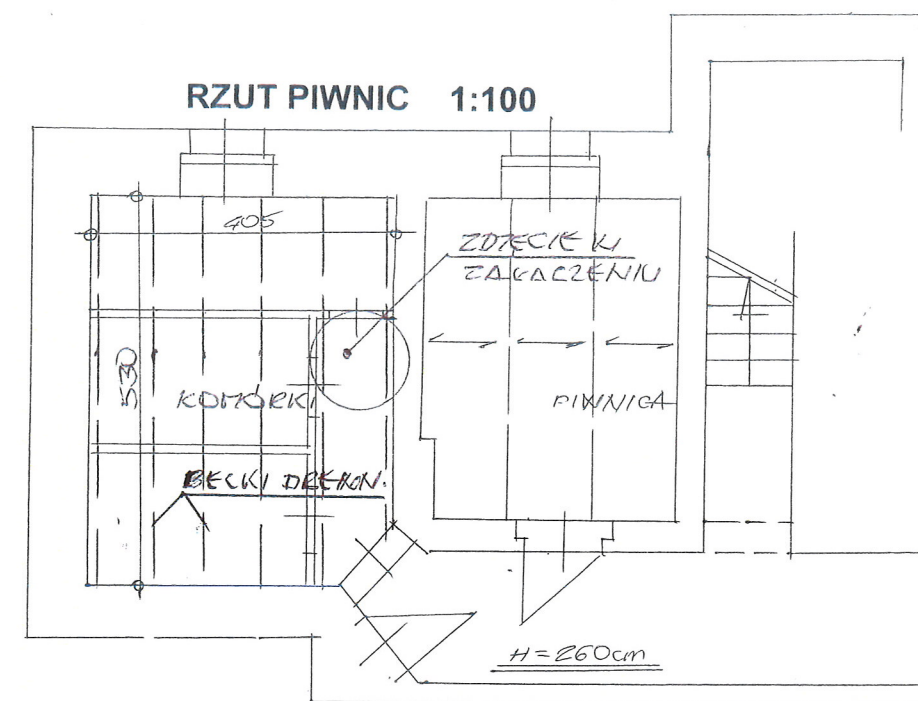 RZUT PIWNIC 1:100
405
ZDJĘCIE W
ZAŁĄCZENIU
530
KOMÓRKI
PIWNICA
BELKI DREWN.
H=260cm